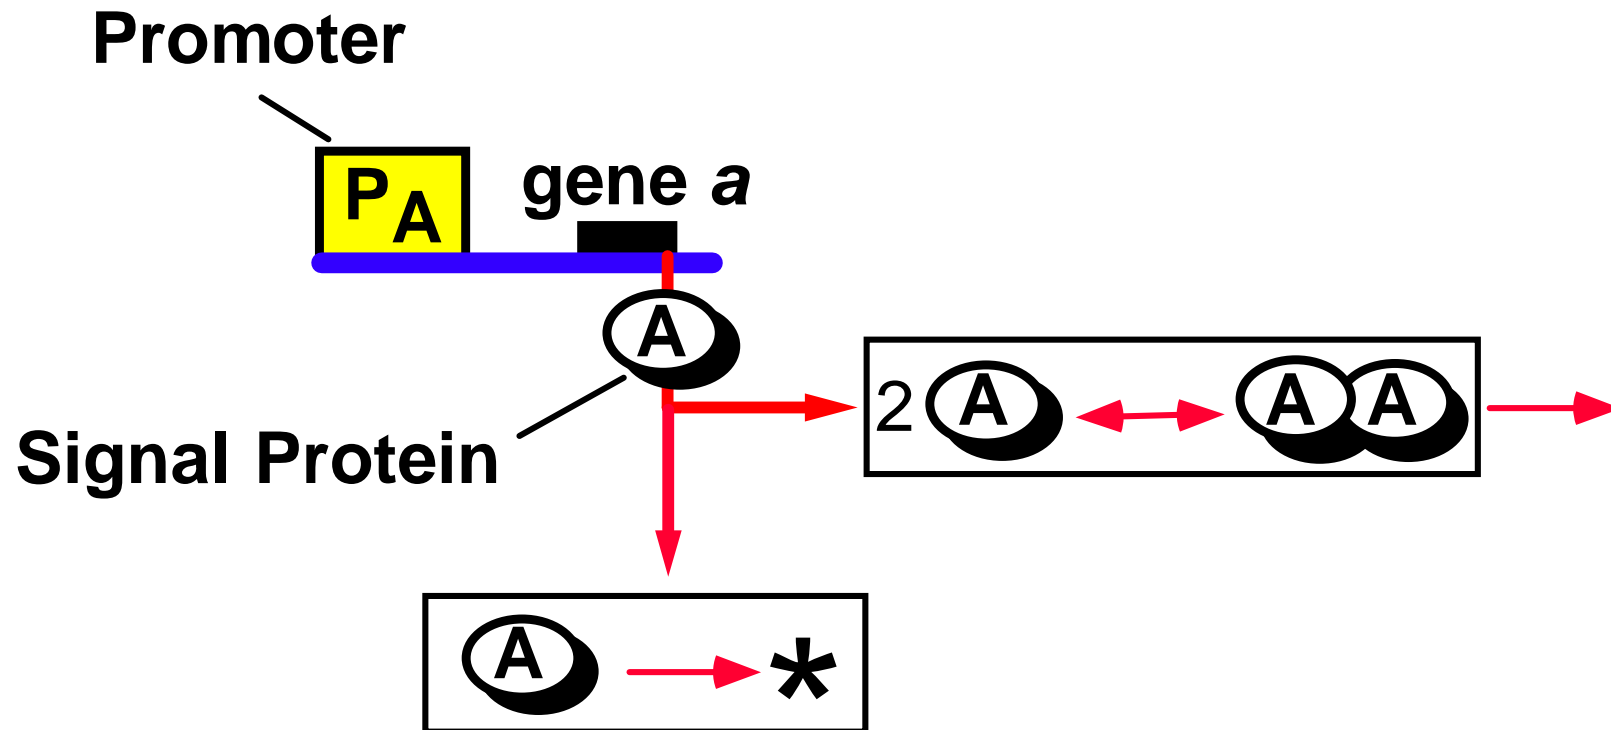 Promoter
PA
gene a
A
2 A A A
Signal Protein
A *